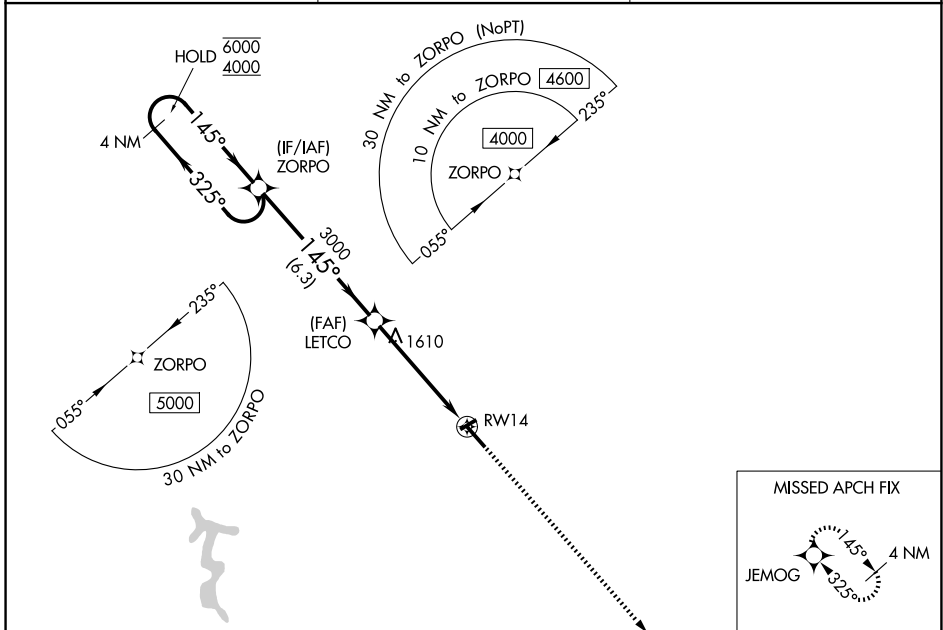 HOLD 6000
4000
4 NM
145°
325°
(IF/IAF)
ZORPO
30 NM to ZORPO (NoPT)
4600
10 NM to ZORPO
4000
ZORPO
235°
055°
3000
145°
(6.3)
(FAF)
LETCO
1610
RW14
235°
ZORPO
5000
055°
30 NM to ZORPO
MISSED APCH FIX
145°
4 NM
JEMOG
325°